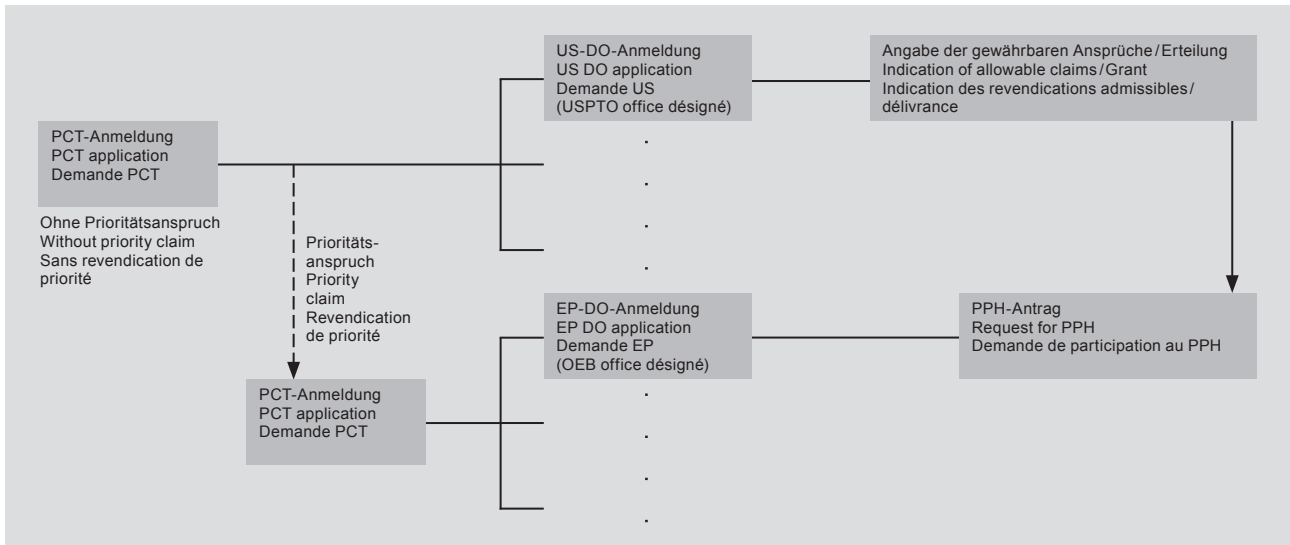 US-DO-Anmeldung
US DO application
Demande US
(USPTO office désigné)
Angabe der gewährbaren Ansprüche/Erteilung
Indication of allowable claims/Grant
Indication des revendications admissibles/
délivrance
PCT-Anmeldung
PCT application
Demande PCT
Ohne Prioritätsanspruch
Without priority claim
Sans revendication de
priorité
Prioritäts-
anspruch
Priority
claim
Revendication
de priorité
EP-DO-Anmeldung
EP DO application
Demande EP
(OEB office désigné)
PPH-Antrag
Request for PPH
Demande de participation au PPH
PCT-Anmeldung
PCT application
Demande PCT